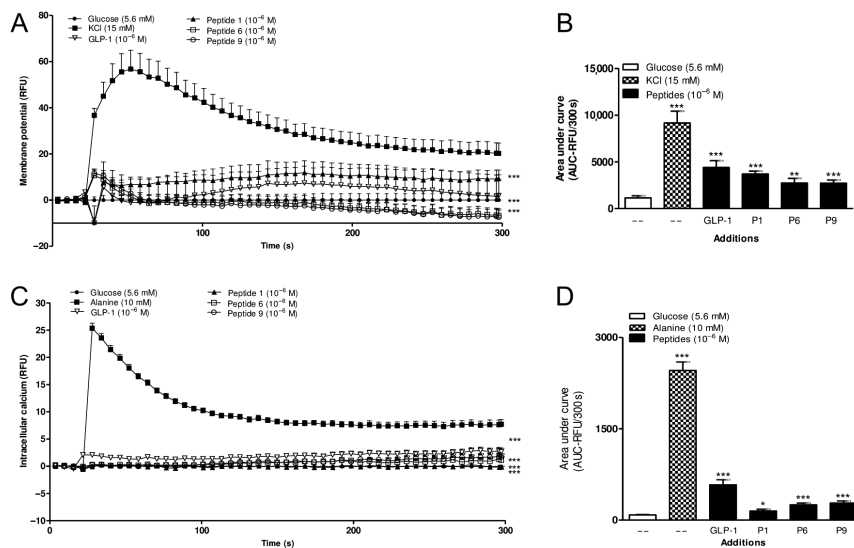 A
Glucose (5.6 mM)
KCl (15 mM)
GLP-1 (10⁻⁶ M)
Peptide 1 (10⁻⁶ M)
Peptide 6 (10⁻⁶ M)
Peptide 9 (10⁻⁶ M)
Membrane potential (RFU)
80
60
40
20
0
−20
100
200
300
Time (s)
***
***
***
B
Glucose (5.6 mM)
KCl (15 mM)
Peptides (10⁻⁶ M)
Area under curve
(AUC-RFU/300s)
15,000
10000
5000
0
***
***
***
**
***
-- -- GLP-1 P1 P6 P9
Additions
C
Glucose (5.6 mM)
Alanine (10 mM)
GLP-1 (10⁻⁶ M)
Peptide 1 (10⁻⁶ M)
Peptide 6 (10⁻⁶ M)
Peptide 9 (10⁻⁶ M)
Intracellular calcium (RFU)
30
25
20
15
10
5
0
−5
−10
0 100 200 300
Time (s)
***
***
***
***
D
Glucose (5.6 mM)
Alanine (10 mM)
Peptides (10⁻⁶ M)
Area under curve
(AUC-RFU/300s)
3000
1500
0
***
***
*
***
***
-- -- GLP-1 P1 P6 P9
Additions